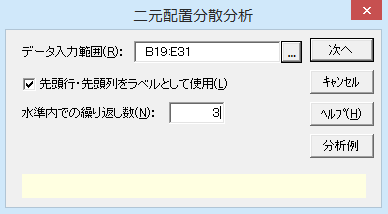 二元配置分散分析
データ入力範囲(R): B19:E31 ... 次へ
先頭行・先頭列をラベルとして使用(L) キャンセル
水準内での繰り返し数(N): 3 ヘルプ(H)
分析例